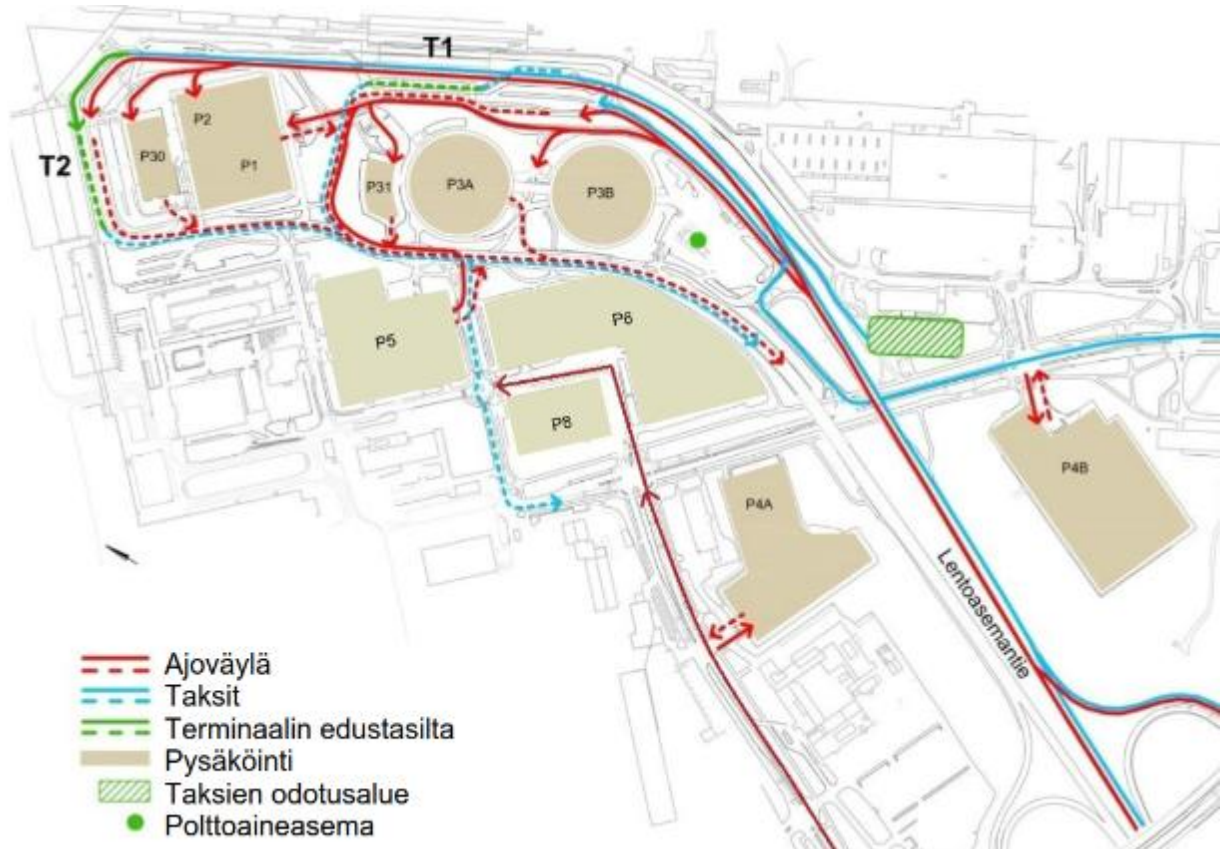 T1
T2
P2
P30
P1
P31
P3A
P3B
P5
P6
P8
P4A
P4B
Lentoasemantie
Ajoväylä
Taksit
Terminaalin edustasilta
Pysäköinti
Taksien odotusalue
Polttoaineasema